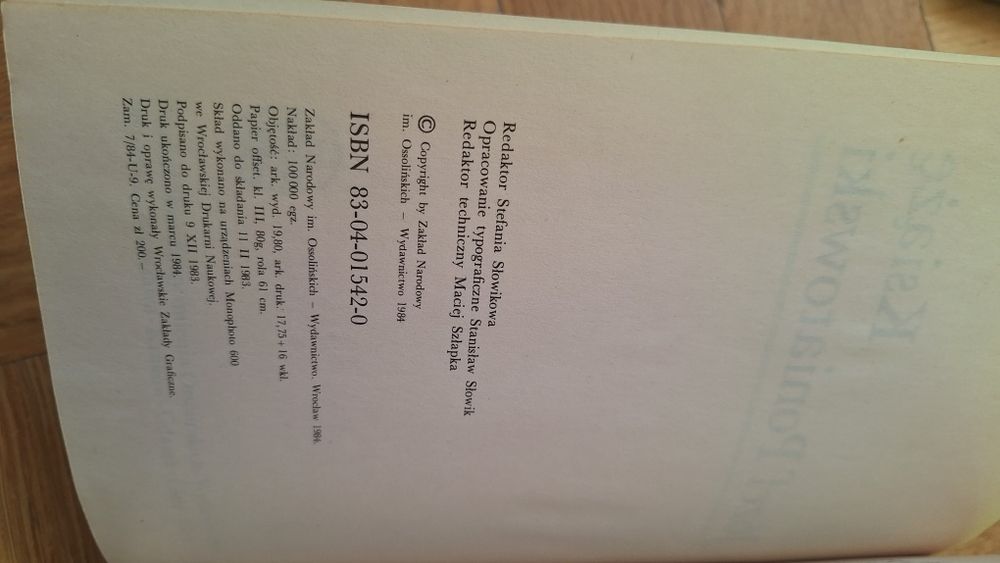 Redaktor Stefania Słowikowa
Opracowanie typograficzne Stanisław Słowik
Redaktor techniczny Maciej Szłapka
© Copyright by Zakład Narodowy
im. Ossolińskich – Wydawnictwo 1984
ISBN 83-04-01542-0
Zakład Narodowy im. Ossolińskich – Wydawnictwo. Wrocław 1984.
Nakład: 100 000 egz.
Objętość: ark. wyd. 19,80, ark. druk. 17,75 + 16 wkl.
Papier offset. kl. III, 80g, rola 61 cm.
Oddano do składania 11 II 1983.
Skład wykonano na urządzeniach Monophoto 600
we Wrocławskiej Drukarni Naukowej.
Podpisano do druku 9 XII 1983.
Druk ukończono w marcu 1984.
Druk i oprawę wykonały Wrocławskie Zakłady Graficzne.
Zam. 7/84-U-9. Cena zł 200.–